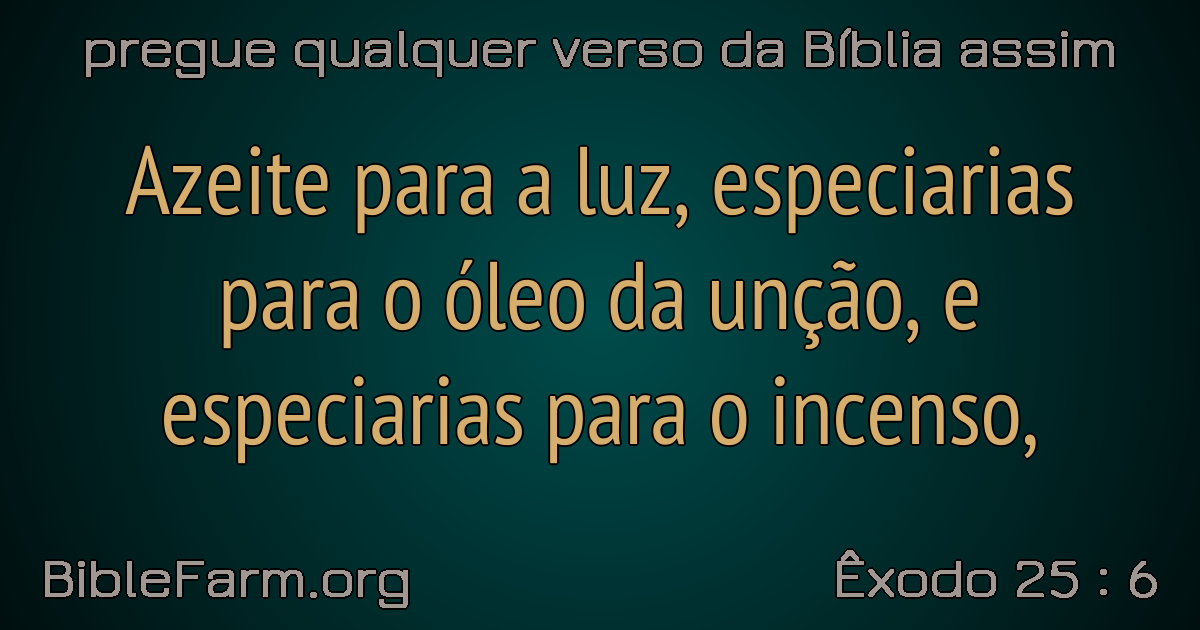 pregue qualquer verso da Bíblia assim
Azeite para a luz, especiarias
para o óleo da unção, e
especiarias para o incenso,
BibleFarm.org
Êxodo 25 : 6